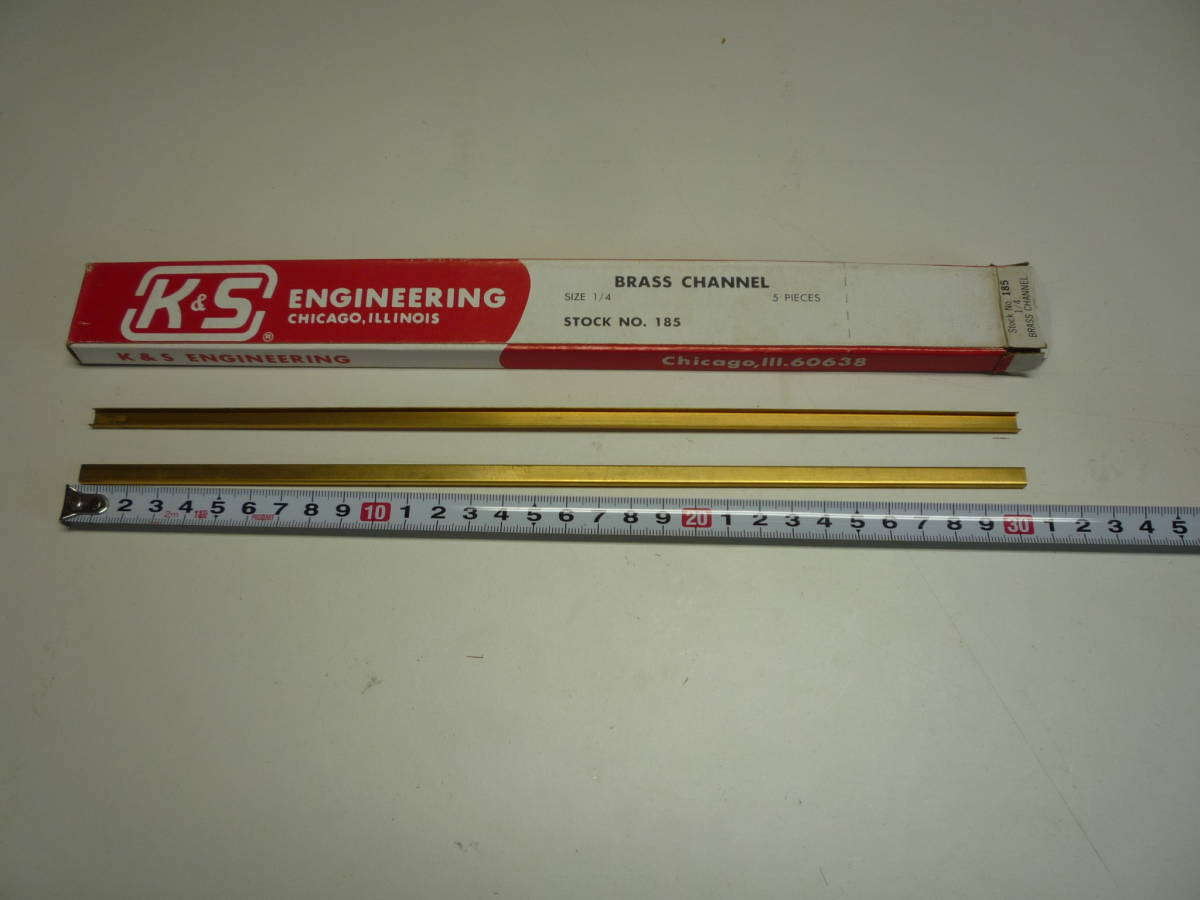 K&S ®
ENGINEERING
CHICAGO, ILLINOIS
BRASS CHANNEL
SIZE 1/4 5 PIECES
STOCK NO. 185
Stock No. 185
1/4
BRASS CHANNEL
K & S ENGINEERING
Chicago, Ill. 60638
2 3 4 5 6 7 8 9 10 1 2 3 4 5 6 7 8 9 20 1 2 3 4 5 6 7 8 9 30 1 2 3 4 5
2m